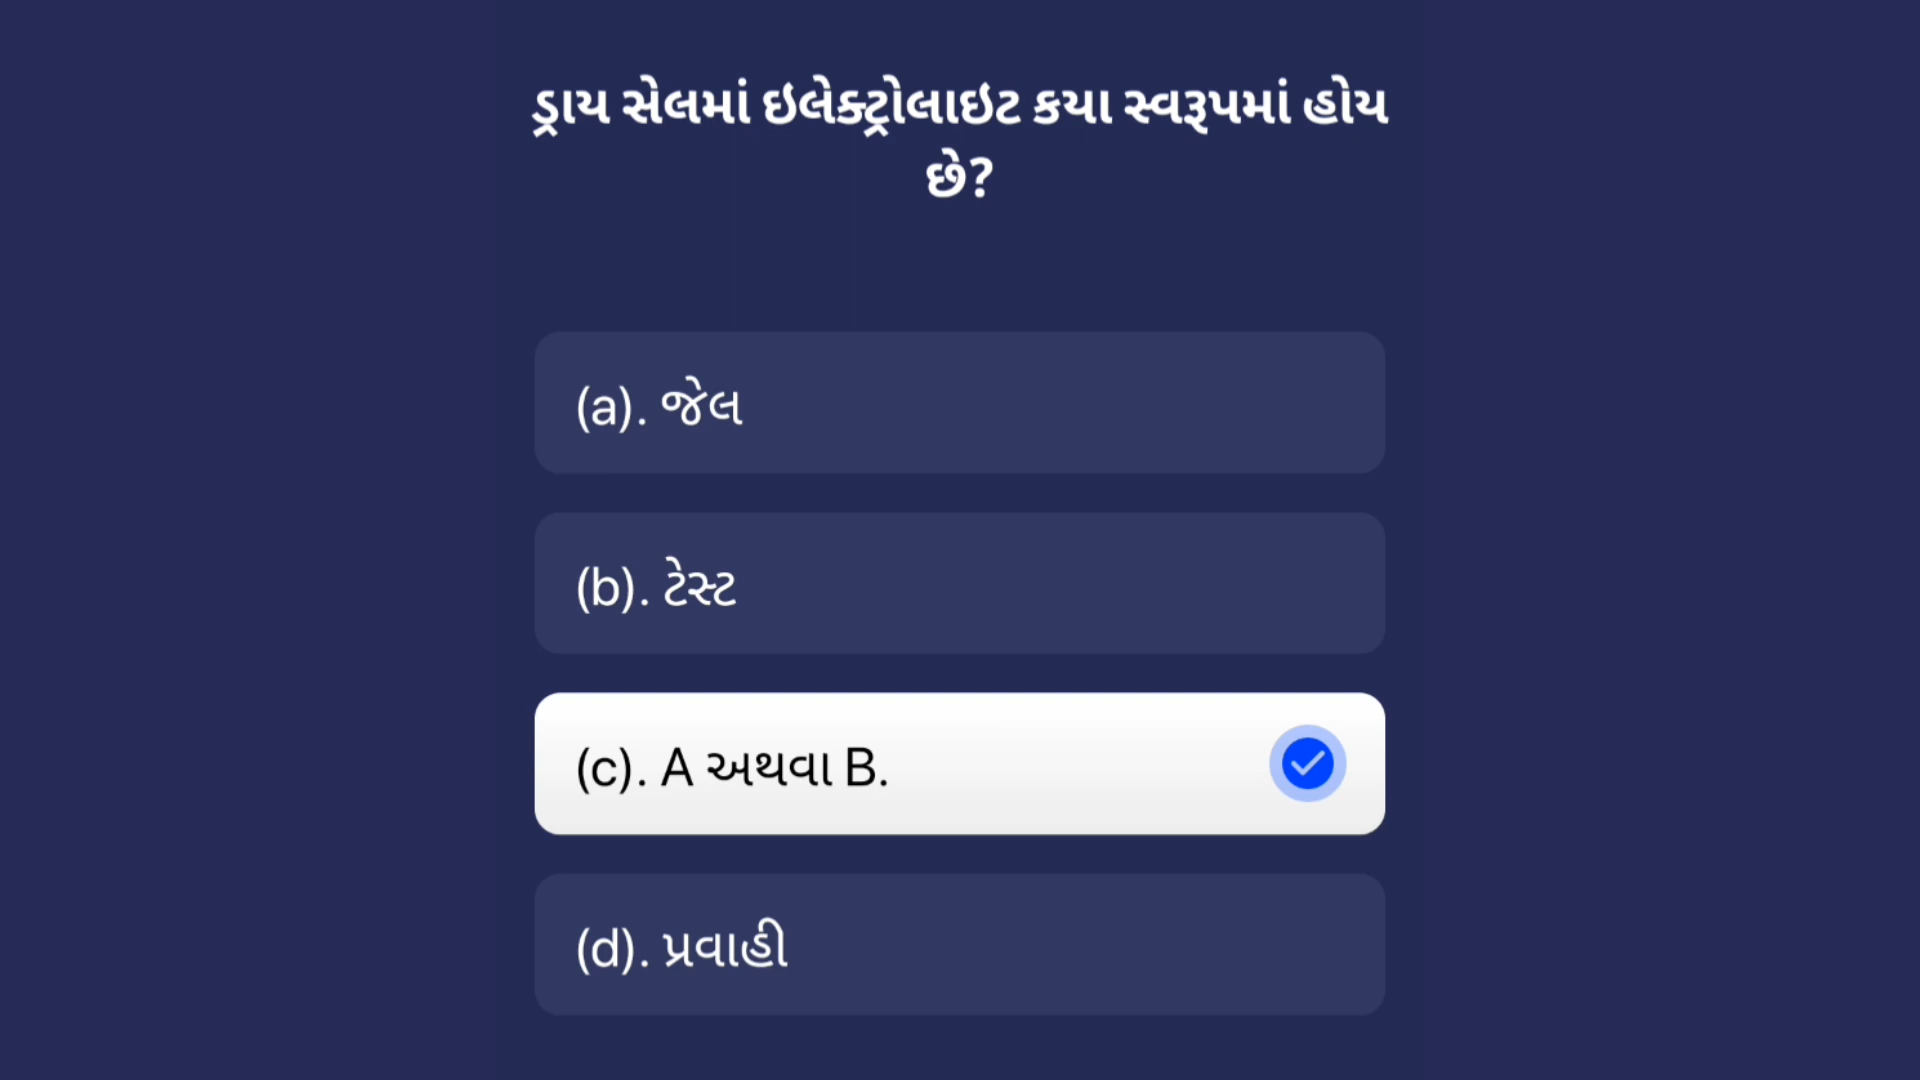 ડ્રાય સેલમાં ઇલેક્ટ્રોલાઇટ કયા સ્વરૂપમાં હોય
છે?
(a). જેલ
(b). ટેસ્ટ
(c). A અથવા B.
(d). પ્રવાહી